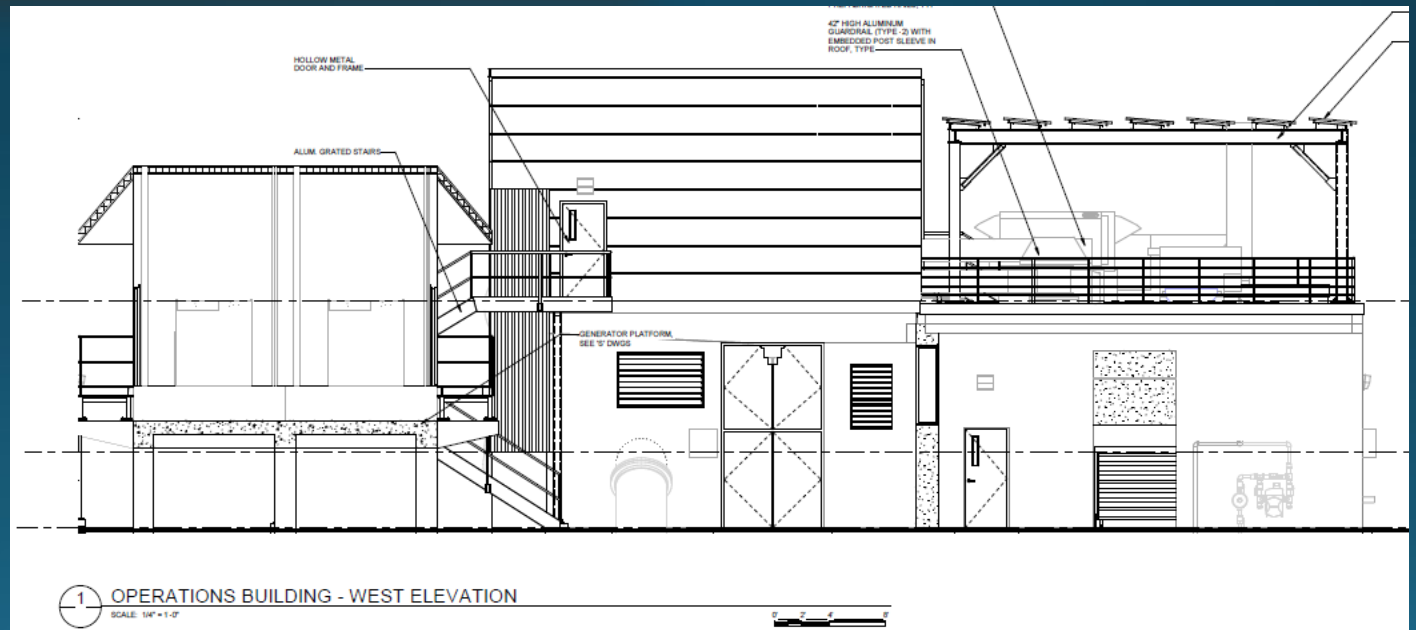 42" HIGH ALUMINUM
GUARDRAIL (TYPE -2) WITH
EMBEDDED POST SLEEVE IN
ROOF, TYPE
HOLLOW METAL
DOOR AND FRAME
ALUM. GRATED STAIRS
GENERATOR PLATFORM,
SEE 'S' DWGS
1 OPERATIONS BUILDING - WEST ELEVATION
SCALE: 1/4" = 1'-0"
0' 2' 4' 8'